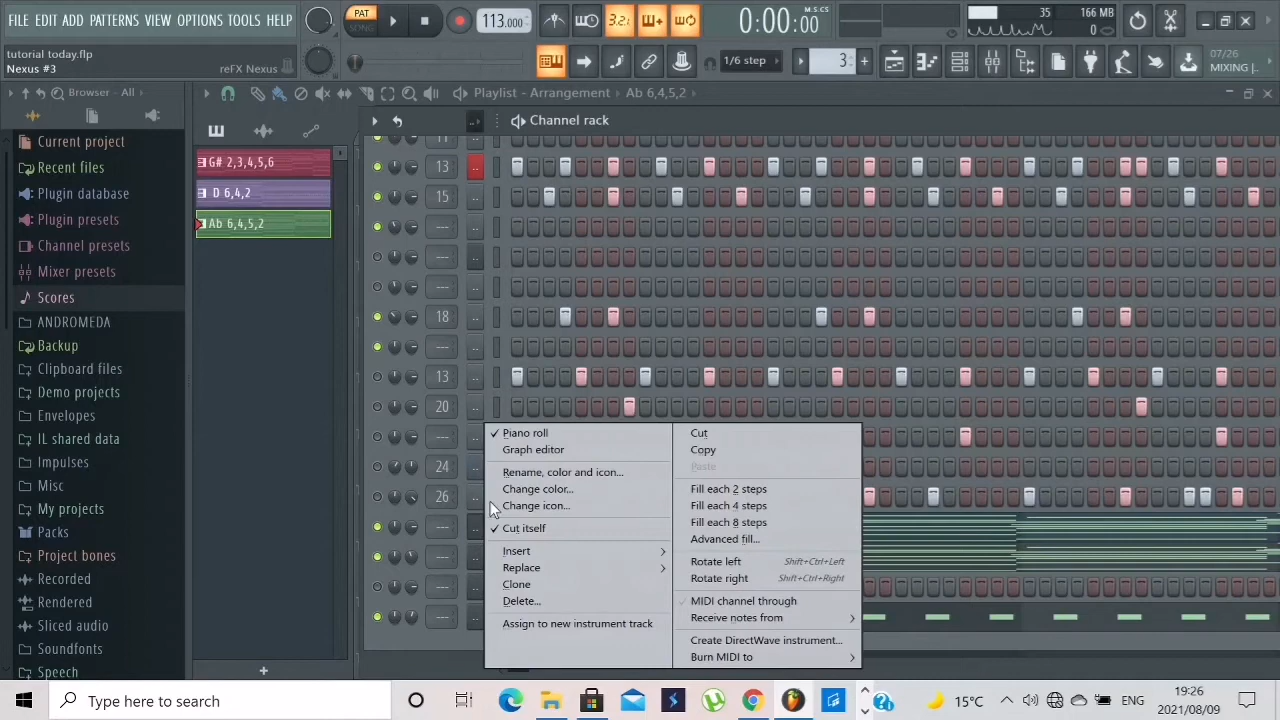 FILE EDIT ADD PATTERNS VIEW OPTIONS TOOLS HELP
PAT
SONG
113.000
3.2.
0:00:00
M:S:CS
35
166 MB
0
tutorial today.flp
Nexus #3
reFX Nexus
1/6 step
3
07/26
MIXING |..
Browser - All
Playlist - Arrangement
Ab 6,4,5,2
Channel rack
Current project
Recent files
Plugin database
Plugin presets
Channel presets
Mixer presets
Scores
ANDROMEDA
Backup
Clipboard files
Demo projects
Envelopes
IL shared data
Impulses
Misc
My projects
Packs
Project bones
Recorded
Rendered
Sliced audio
Soundfonts
Speech
G# 2,3,4,5,6
D 6,4,2
Ab 6,4,5,2
11
13
15
---
---
---
18
---
13
20
---
24
26
---
---
---
---
Piano roll
Graph editor
Rename, color and icon...
Change color...
Change icon...
Cut itself
Insert
Replace
Clone
Delete...
Assign to new instrument track
Cut
Copy
Paste
Fill each 2 steps
Fill each 4 steps
Fill each 8 steps
Advanced fill...
Rotate left Shift+Ctrl+Left
Rotate right Shift+Ctrl+Right
MIDI channel through
Receive notes from
Create DirectWave instrument...
Burn MIDI to
Type here to search
15°C
ENG
19:26
2021/08/09